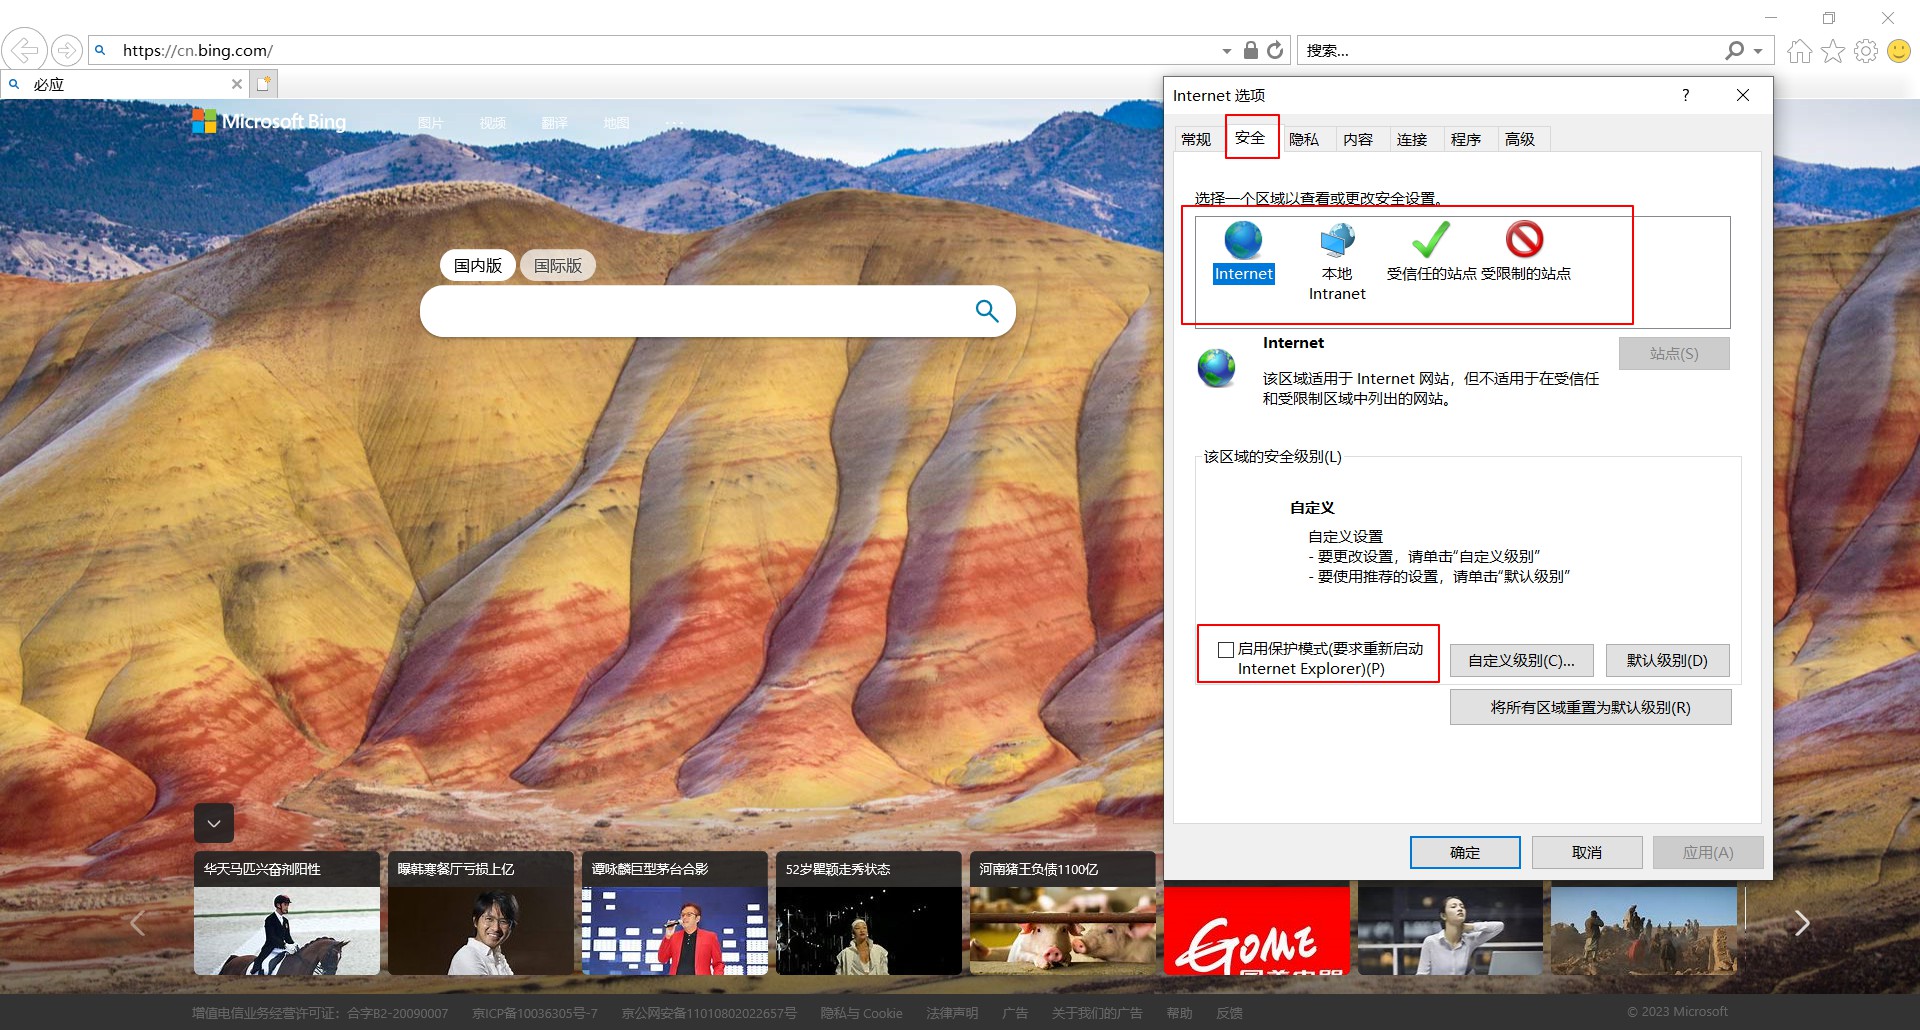 https://cn.bing.com/
搜索...
必应
Microsoft Bing
图片
视频
翻译
地图
...
国内版
国际版
Internet 选项
?
常规
安全
隐私
内容
连接
程序
高级
选择一个区域以查看或更改安全设置。
Internet
本地
Intranet
受信任的站点
受限制的站点
Internet
站点(S)
该区域适用于 Internet 网站，但不适用于在受信任
和受限制区域中列出的网站。
该区域的安全级别(L)
自定义
自定义设置
- 要更改设置，请单击“自定义级别”
- 要使用推荐的设置，请单击“默认级别”
启用保护模式(要求重新启动
Internet Explorer)(P)
自定义级别(C)...
默认级别(D)
将所有区域重置为默认级别(R)
确定
取消
应用(A)
华天马匹兴奋剂阳性
曝韩寒餐厅亏损上亿
谭咏麟巨型茅台合影
52岁瞿颖走秀状态
河南猪王负债1100亿
GOME
增值电信业务经营许可证：合字B2-20090007
京ICP备10036305号-7
京公网安备11010802022657号
隐私与 Cookie
法律声明
广告
关于我们的广告
帮助
反馈
© 2023 Microsoft